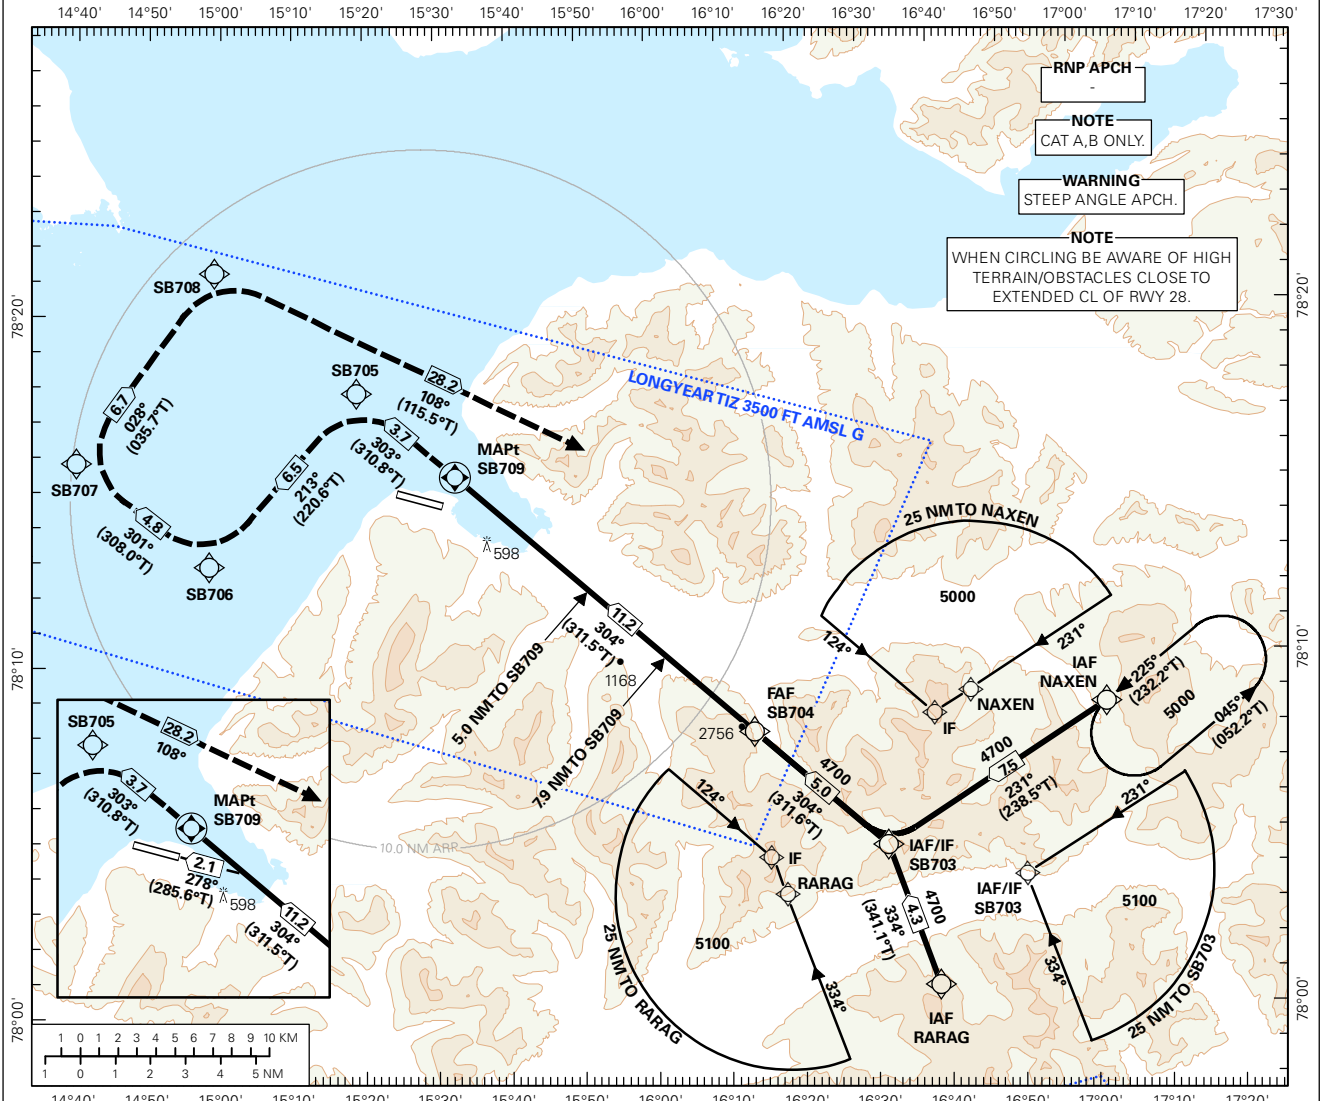 14°40' 14°50' 15°00' 15°10' 15°20' 15°30' 15°40' 15°50' 16°00' 16°10' 16°20' 16°30' 16°40' 16°50' 17°00' 17°10' 17°20' 17°30'
RNP APCH
-
NOTE
CAT A,B ONLY.
WARNING
STEEP ANGLE APCH.
NOTE
WHEN CIRCLING BE AWARE OF HIGH
TERRAIN/OBSTACLES CLOSE TO
EXTENDED CL OF RWY 28.
78°20'
78°20'
SB708
SB705
28.2
108°
(115.5°T)
LONGYEAR TIZ 3500 FT AMSL G
6.7
028°
(035.7°T)
3.7
303°
(310.8°T)
MAPt
SB709
6.5
213°
(220.6°T)
SB707
4.8
301°
(308.0°T)
SB706
598
25 NM TO NAXEN
5000
124°
231°
NAXEN
IF
11.2
304°
(311.5°T)
1168
5.0 NM TO SB709
7.9 NM TO SB709
78°10'
78°10'
IAF
NAXEN
225°
(232.2°T)
5000
045°
(052.2°T)
FAF
SB704
2756
4700
5.0
304°
(311.6°T)
4700
7.5
231°
(238.5°T)
10.0 NM ARP
124°
IF
RARAG
5100
334°
25 NM TO RARAG
IAF/IF
SB703
4700
4.3
334°
(341.1°T)
IAF
RARAG
231°
IAF/IF
SB703
5100
334°
25 NM TO SB703
SB705
28.2
108°
3.7
303°
(310.8°T)
MAPt
SB709
2.1
278°
(285.6°T)
598
11.2
304°
(311.5°T)
78°00'
78°00'
1 0 1 2 3 4 5 6 7 8 9 10 KM
1 0 1 2 3 4 5 NM
14°40' 14°50' 15°00' 15°10' 15°20' 15°30' 15°40' 15°50' 16°00' 16°10' 16°20' 16°30' 16°40' 16°50' 17°00' 17°10' 17°20'